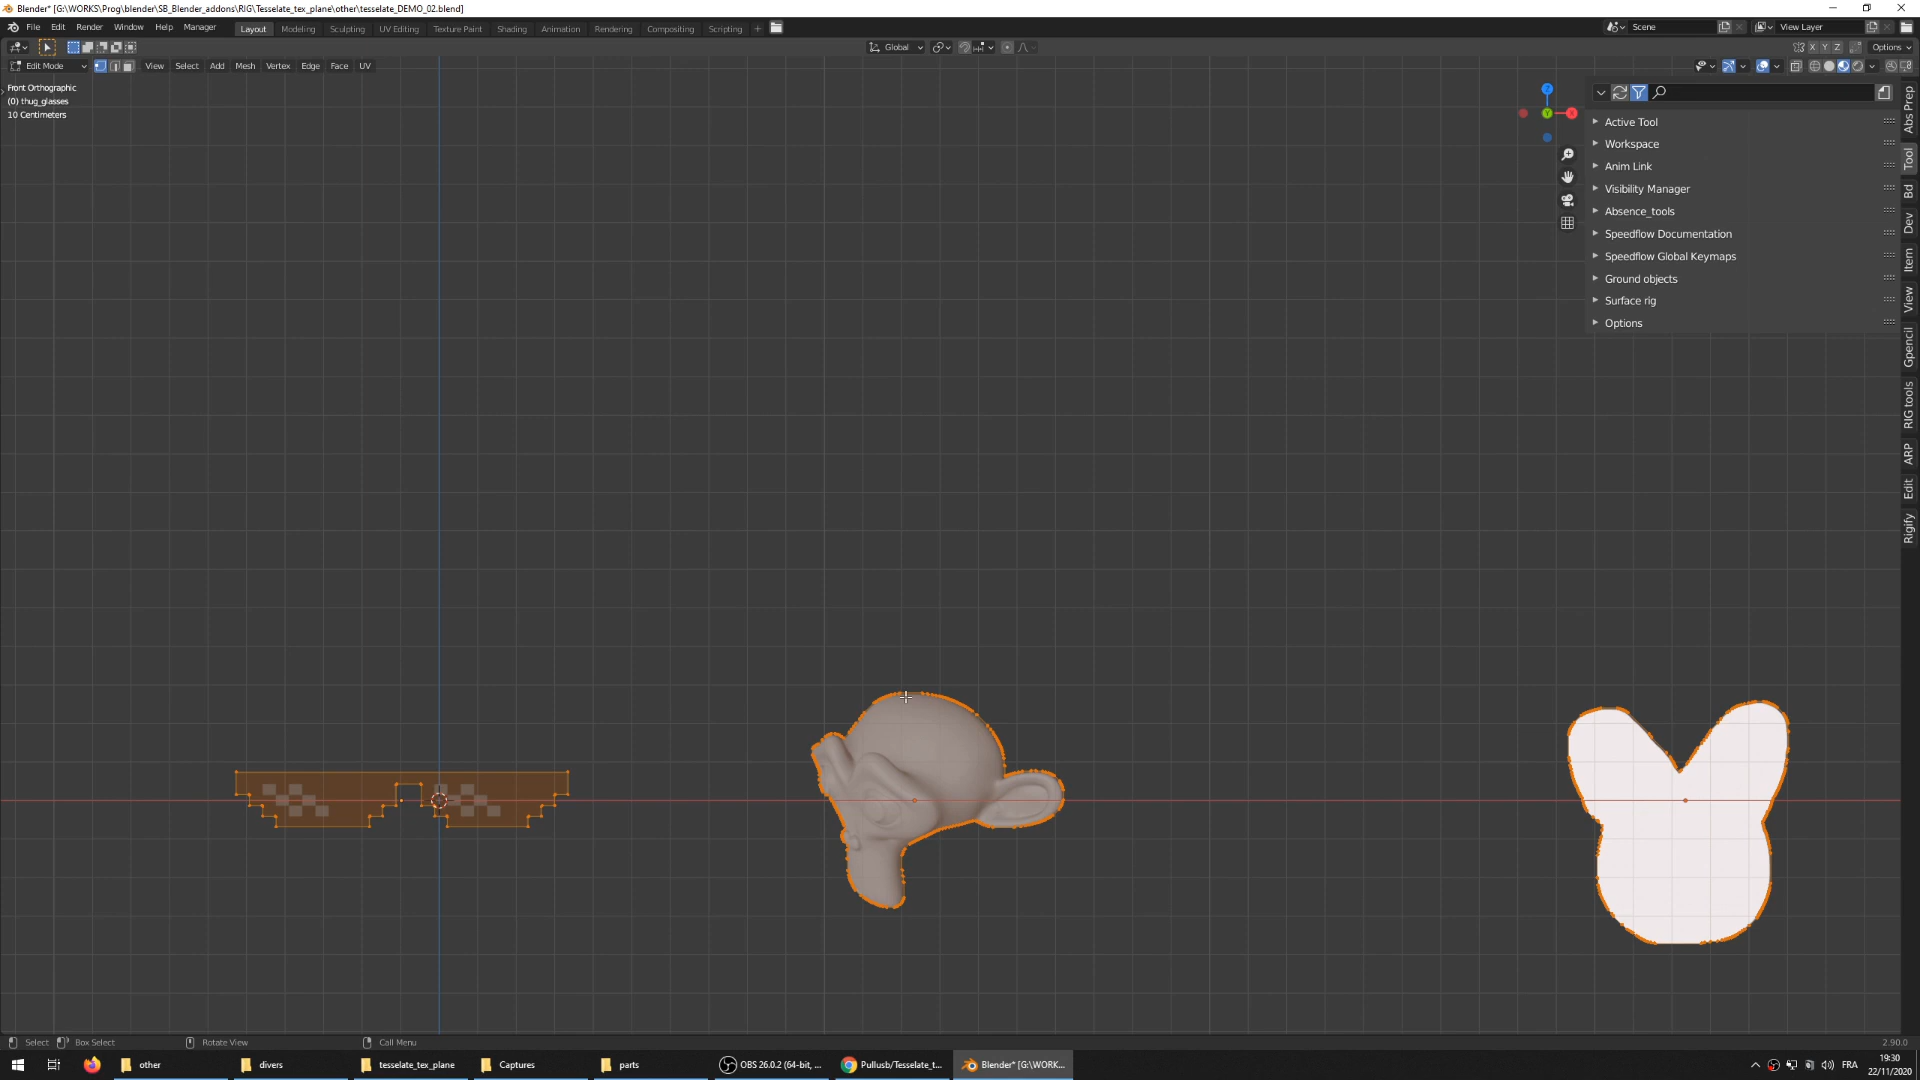 Blender* [G:\WORKS\Prog\blender\SB_Blender_addons\RIG\Tesselate_tex_plane\other\tesselate_DEMO_02.blend]
File Edit Render Window Help Manager Layout Modeling Sculpting UV Editing Texture Paint Shading Animation Rendering Compositing Scripting + Scene View Layer
Global X Y Z Options
Edit Mode View Select Add Mesh Vertex Edge Face UV
Front Orthographic
(0) thug_glasses
10 Centimeters
Z
Y X
Active Tool
Workspace
Anim Link
Visibility Manager
Absence_tools
Speedflow Documentation
Speedflow Global Keymaps
Ground objects
Surface rig
Options
Abs Prep
Tool
Bd
Dev
Item
View
Gpencil
RIG tools
ARP
Edit
Rigify
Select Box Select Rotate View Call Menu 2.90.0
other divers tesselate_tex_plane Captures parts OBS 26.0.2 (64-bit, ... Pullusb/Tesselate_t... Blender* [G:\WORK... FRA 19:30
22/11/2020